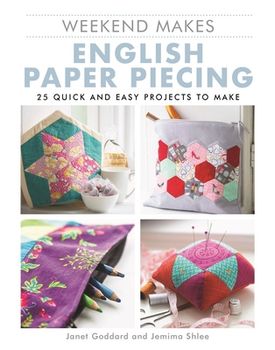 WEEKEND MAKES
ENGLISH
PAPER PIECING
25 QUICK AND EASY PROJECTS TO MAKE
Janet Goddard and Jemima Shlee